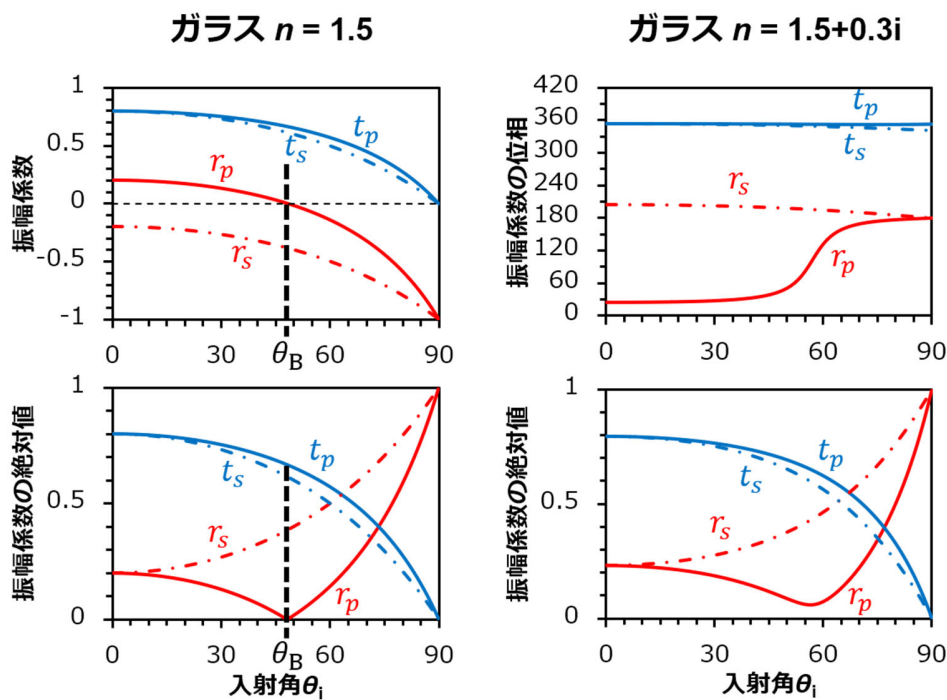 ガラス n = 1.5
ガラス n = 1.5+0.3i
振幅係数
1
0.5
0
-0.5
-1
t_p
t_s
r_p
r_s
0
30
θ_B
60
90
振幅係数の位相
420
360
300
240
180
120
60
0
t_p
t_s
r_s
r_p
0
30
60
90
振幅係数の絶対値
1
0.5
0
t_p
t_s
r_s
r_p
0
30
θ_B
60
90
入射角θ_i
振幅係数の絶対値
1
0.5
0
t_p
t_s
r_s
r_p
0
30
60
90
入射角θ_i